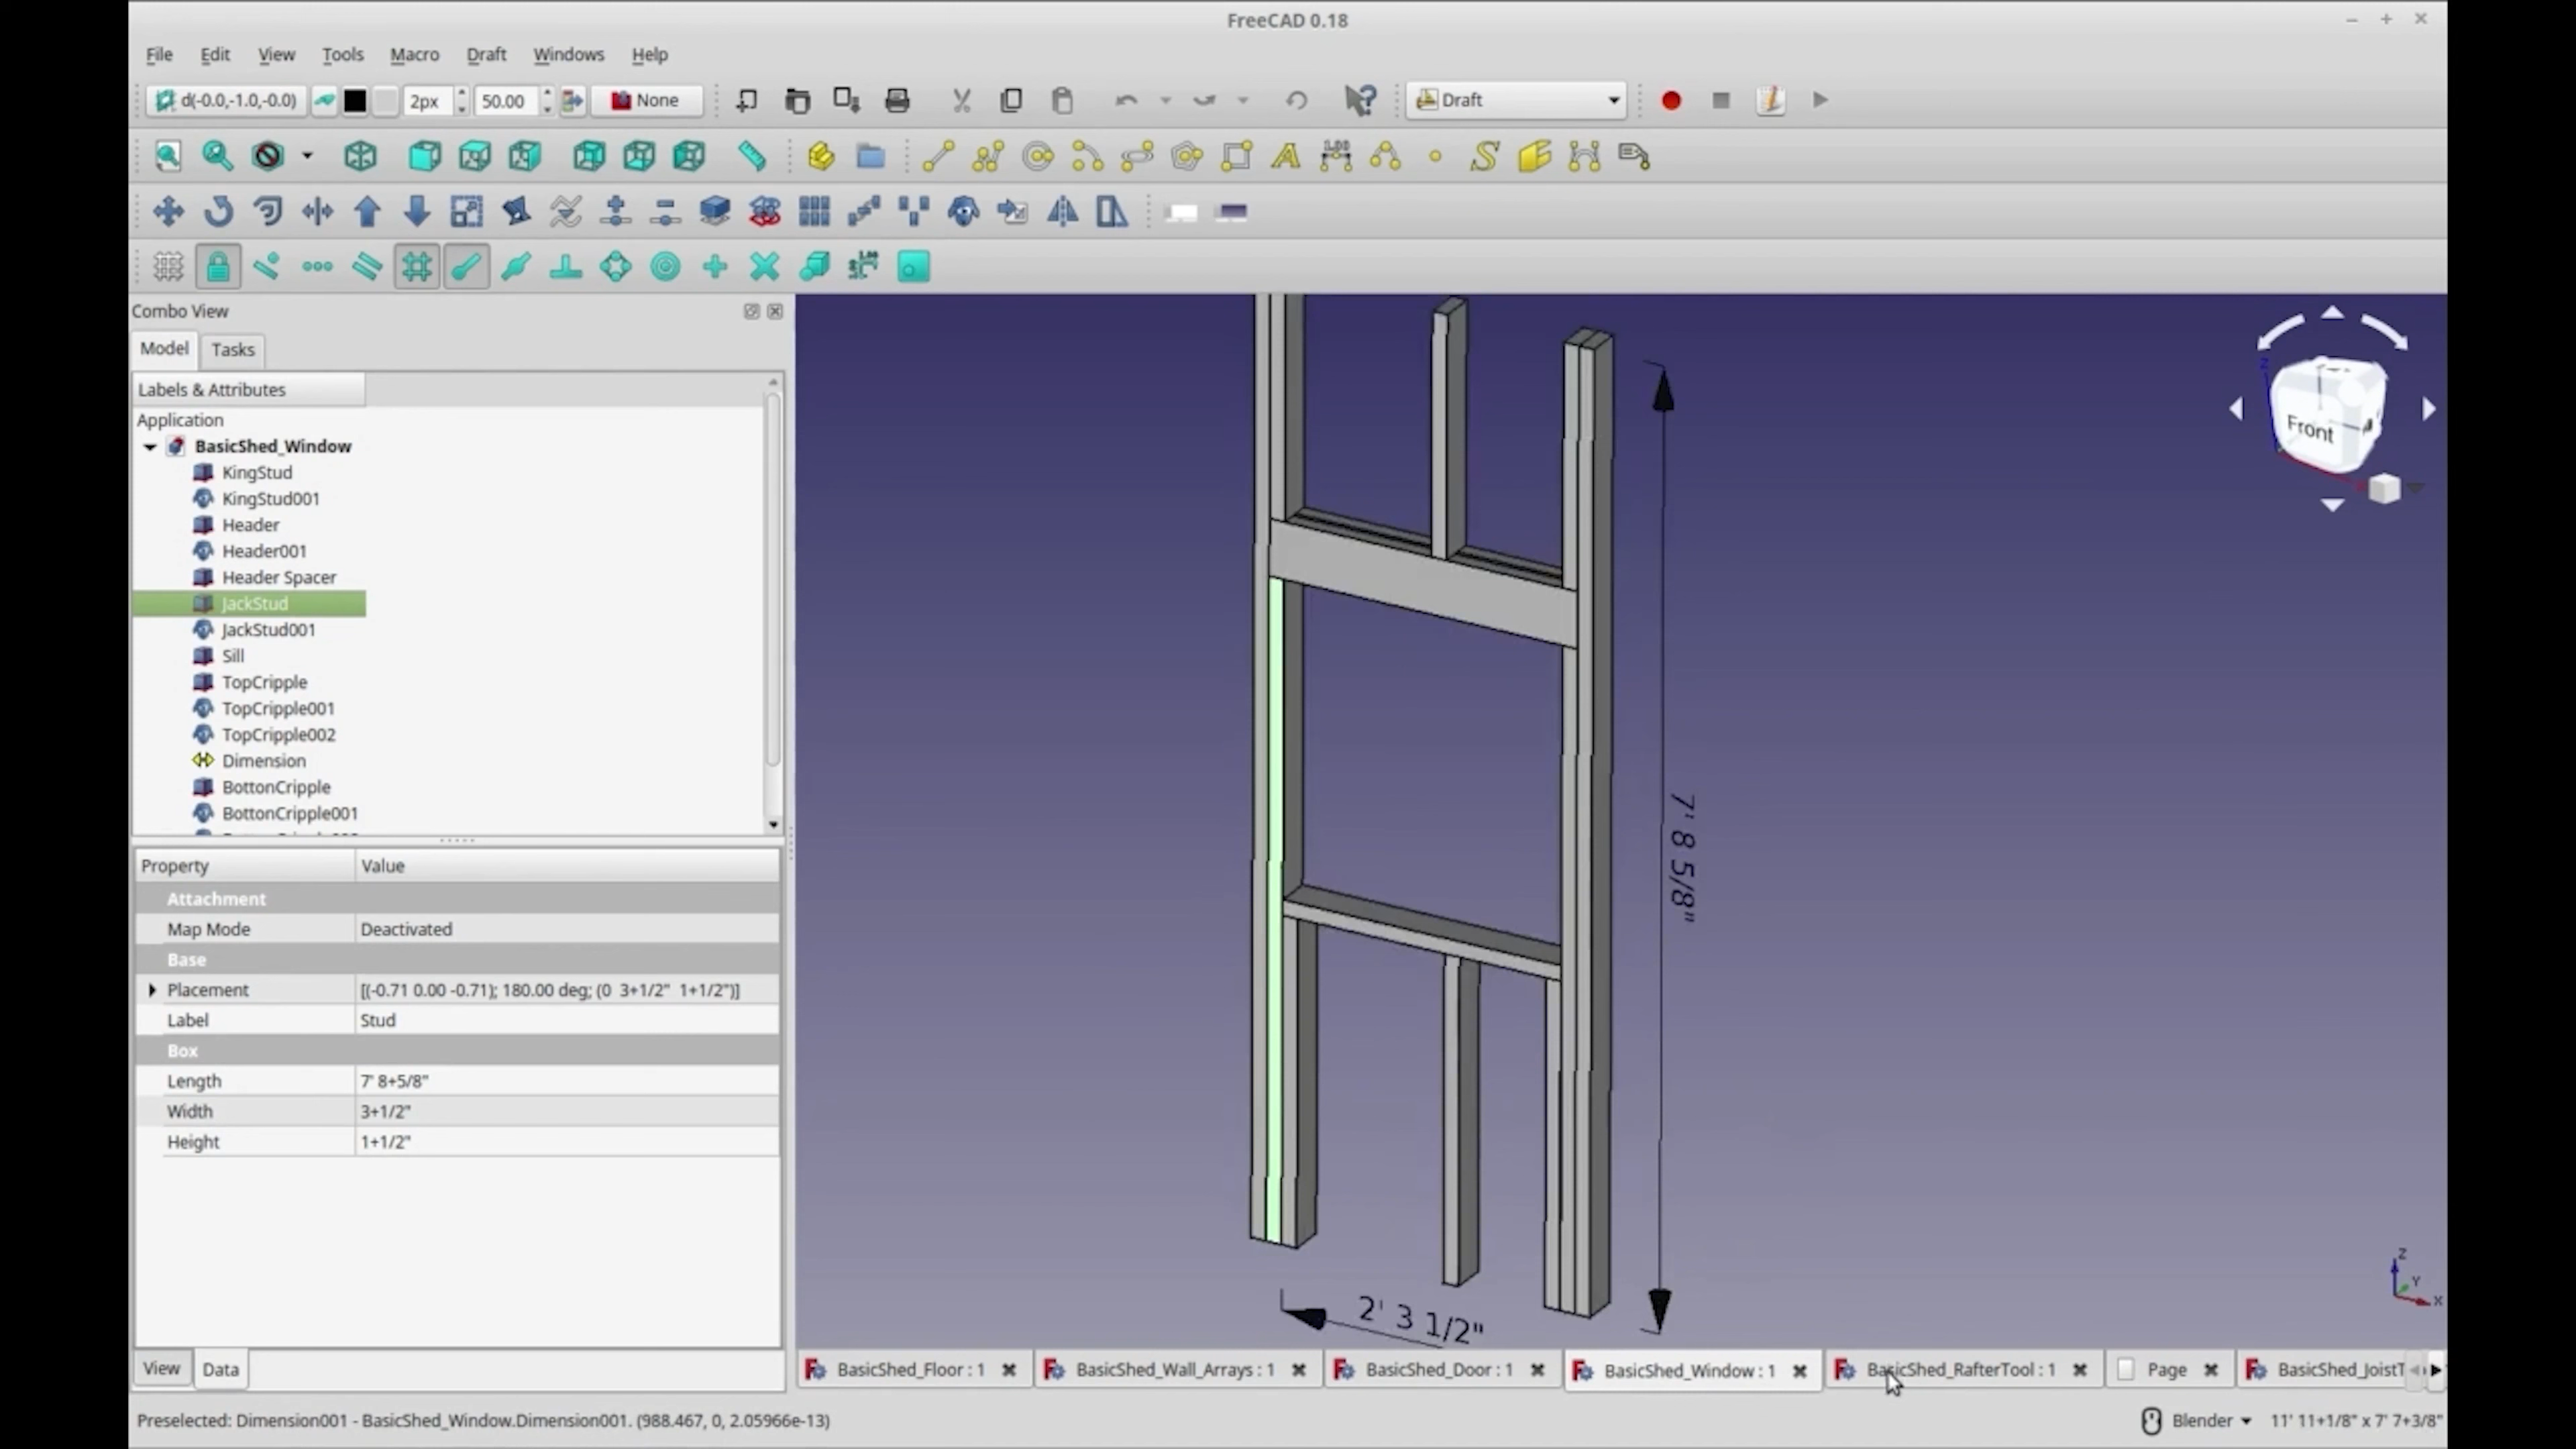 FreeCAD 0.18
File Edit View Tools Macro Draft Windows Help
d(-0.0,-1.0,-0.0) 2px 50.00 None Draft
Combo View
Model Tasks
Labels & Attributes
Application
BasicShed_Window
KingStud
KingStud001
Header
Header001
Header Spacer
JackStud
JackStud001
Sill
TopCripple
TopCripple001
TopCripple002
Dimension
BottonCripple
BottonCripple001
Property Value
Attachment
Map Mode Deactivated
Base
Placement [(-0.71 0.00 -0.71); 180.00 deg; (0 3+1/2" 1+1/2")]
Label Stud
Box
Length 7' 8+5/8"
Width 3+1/2"
Height 1+1/2"
View Data
Front
7' 8 5/8"
2' 3 1/2"
Z
Y
X
BasicShed_Floor : 1 BasicShed_Wall_Arrays : 1 BasicShed_Door : 1 BasicShed_Window : 1 BasicShed_RafterTool : 1 Page BasicShed_JoistT
Preselected: Dimension001 - BasicShed_Window.Dimension001. (988.467, 0, 2.05966e-13)
Blender 11' 11+1/8" x 7' 7+3/8"